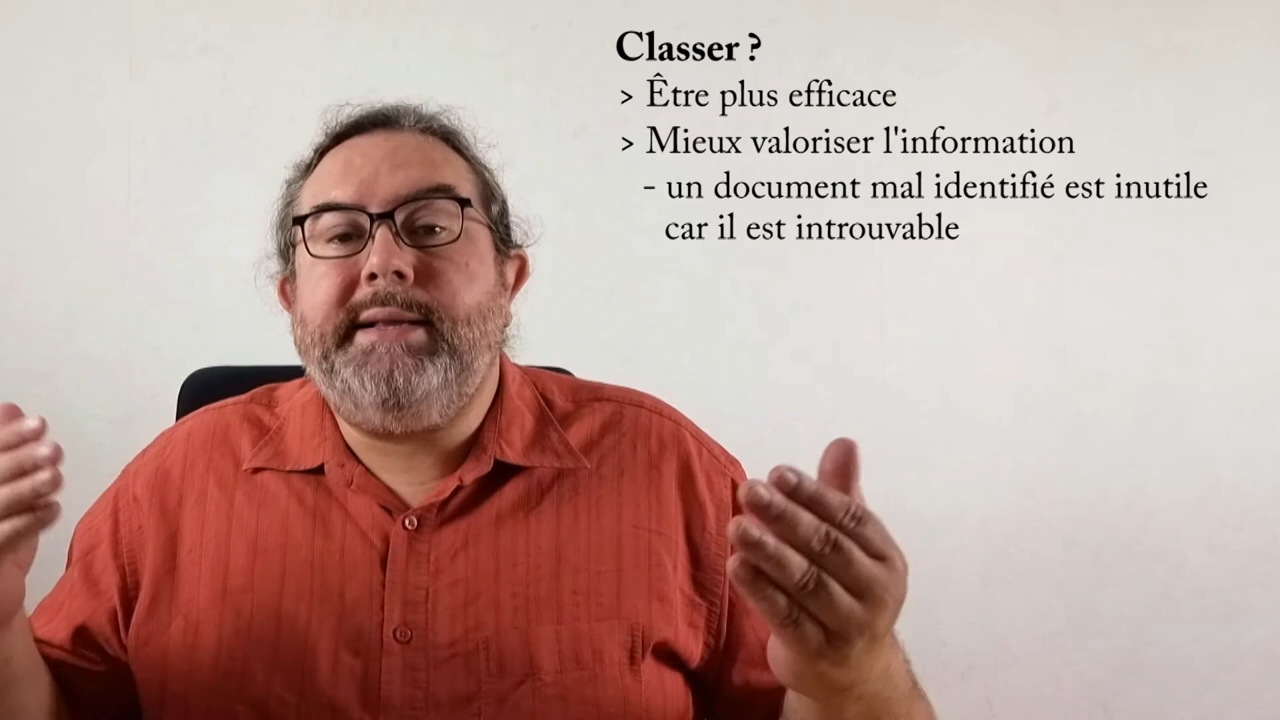 Classer ?
> Être plus efficace
> Mieux valoriser l'information
- un document mal identifié est inutile
car il est introuvable